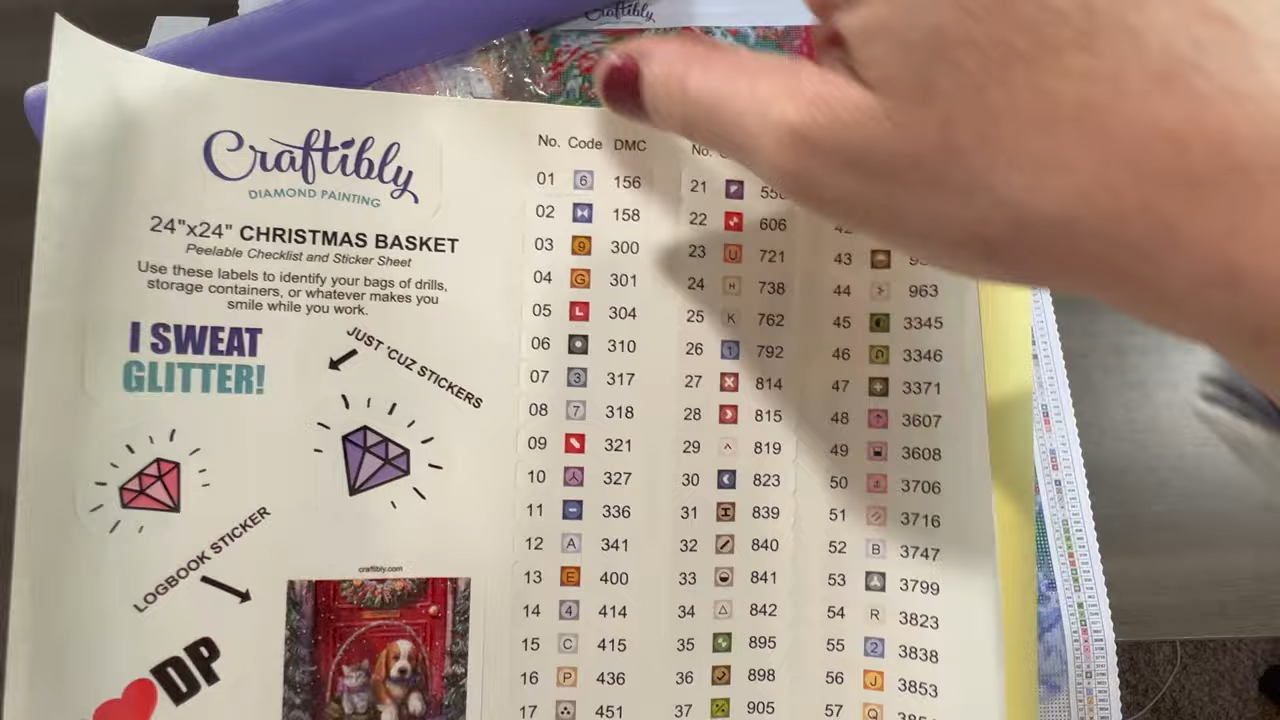 Craftibly
Craftibly
DIAMOND PAINTING
24"x24" CHRISTMAS BASKET
Peelable Checklist and Sticker Sheet
Use these labels to identify your bags of drills,
storage containers, or whatever makes you
smile while you work.
I SWEAT
GLITTER!
JUST 'CUZ STICKERS
LOGBOOK STICKER
craftibly.com
DP
No. Code DMC
01 6 156
02 158
03 9 300
04 G 301
05 L 304
06 310
07 3 317
08 7 318
09 321
10 327
11 336
12 A 341
13 E 400
14 4 414
15 C 415
16 P 436
17 451
No.
21
22 606
23 U 721
24 H 738
25 K 762
26 1 792
27 814
28 815
29 819
30 823
31 839
32 840
33 841
34 842
35 895
36 898
37 905
43
44 963
45 3345
46 3346
47 3371
48 3607
49 3608
50 3706
51 3716
52 B 3747
53 3799
54 R 3823
55 2 3838
56 J 3853
57 Q